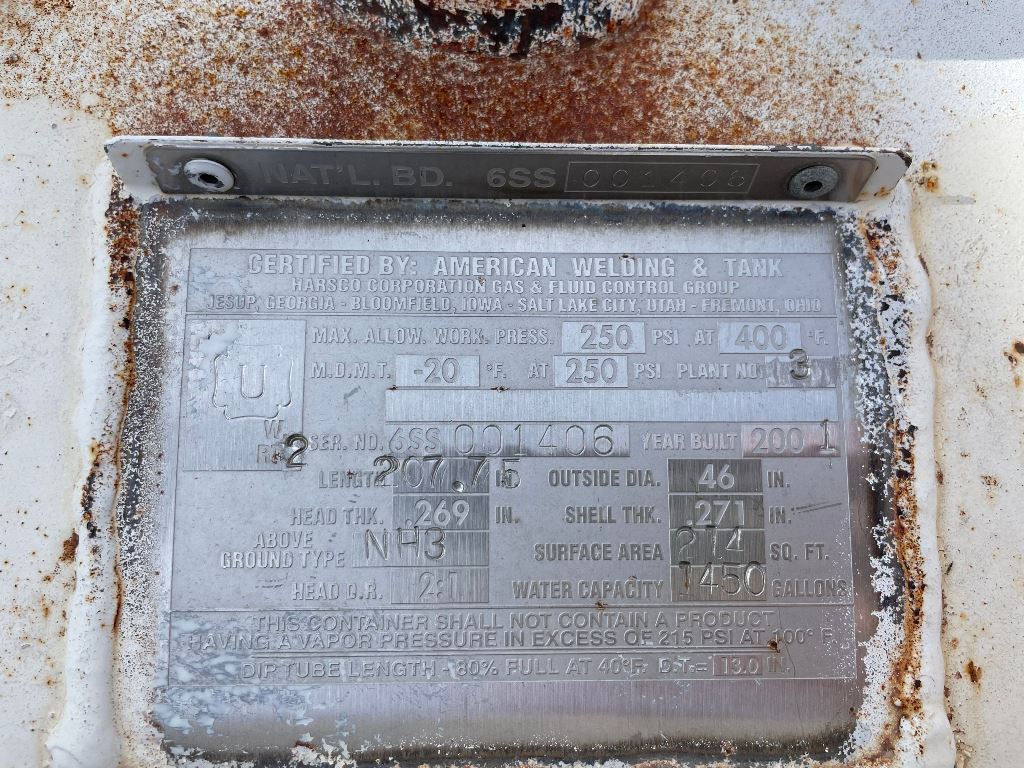 NAT'L. BD. 6SS 001406
CERTIFIED BY: AMERICAN WELDING & TANK
HARSCO CORPORATION GAS & FLUID CONTROL GROUP
JESUP, GEORGIA - BLOOMFIELD, IOWA - SALT LAKE CITY, UTAH - FREMONT, OHIO
MAX. ALLOW. WORK. PRESS. 250 PSI AT 400 °F.
U M.D.M.T. -20 °F. AT 250 PSI PLANT NO. 3
W
2 SER. NO. 6SS 001406 YEAR BUILT 2001
LENGTH 207.75 IN. OUTSIDE DIA. 46 IN.
HEAD THK. .269 IN. SHELL THK. .271 IN.
ABOVE
GROUND TYPE NH3 SURFACE AREA 214 SQ. FT.
HEAD O.R. 2:1 WATER CAPACITY 1450 GALLONS
THIS CONTAINER SHALL NOT CONTAIN A PRODUCT
HAVING A VAPOR PRESSURE IN EXCESS OF 215 PSI AT 100° F.
DIP TUBE LENGTH - 80% FULL AT 40°F. D.T.= 13.0 IN.